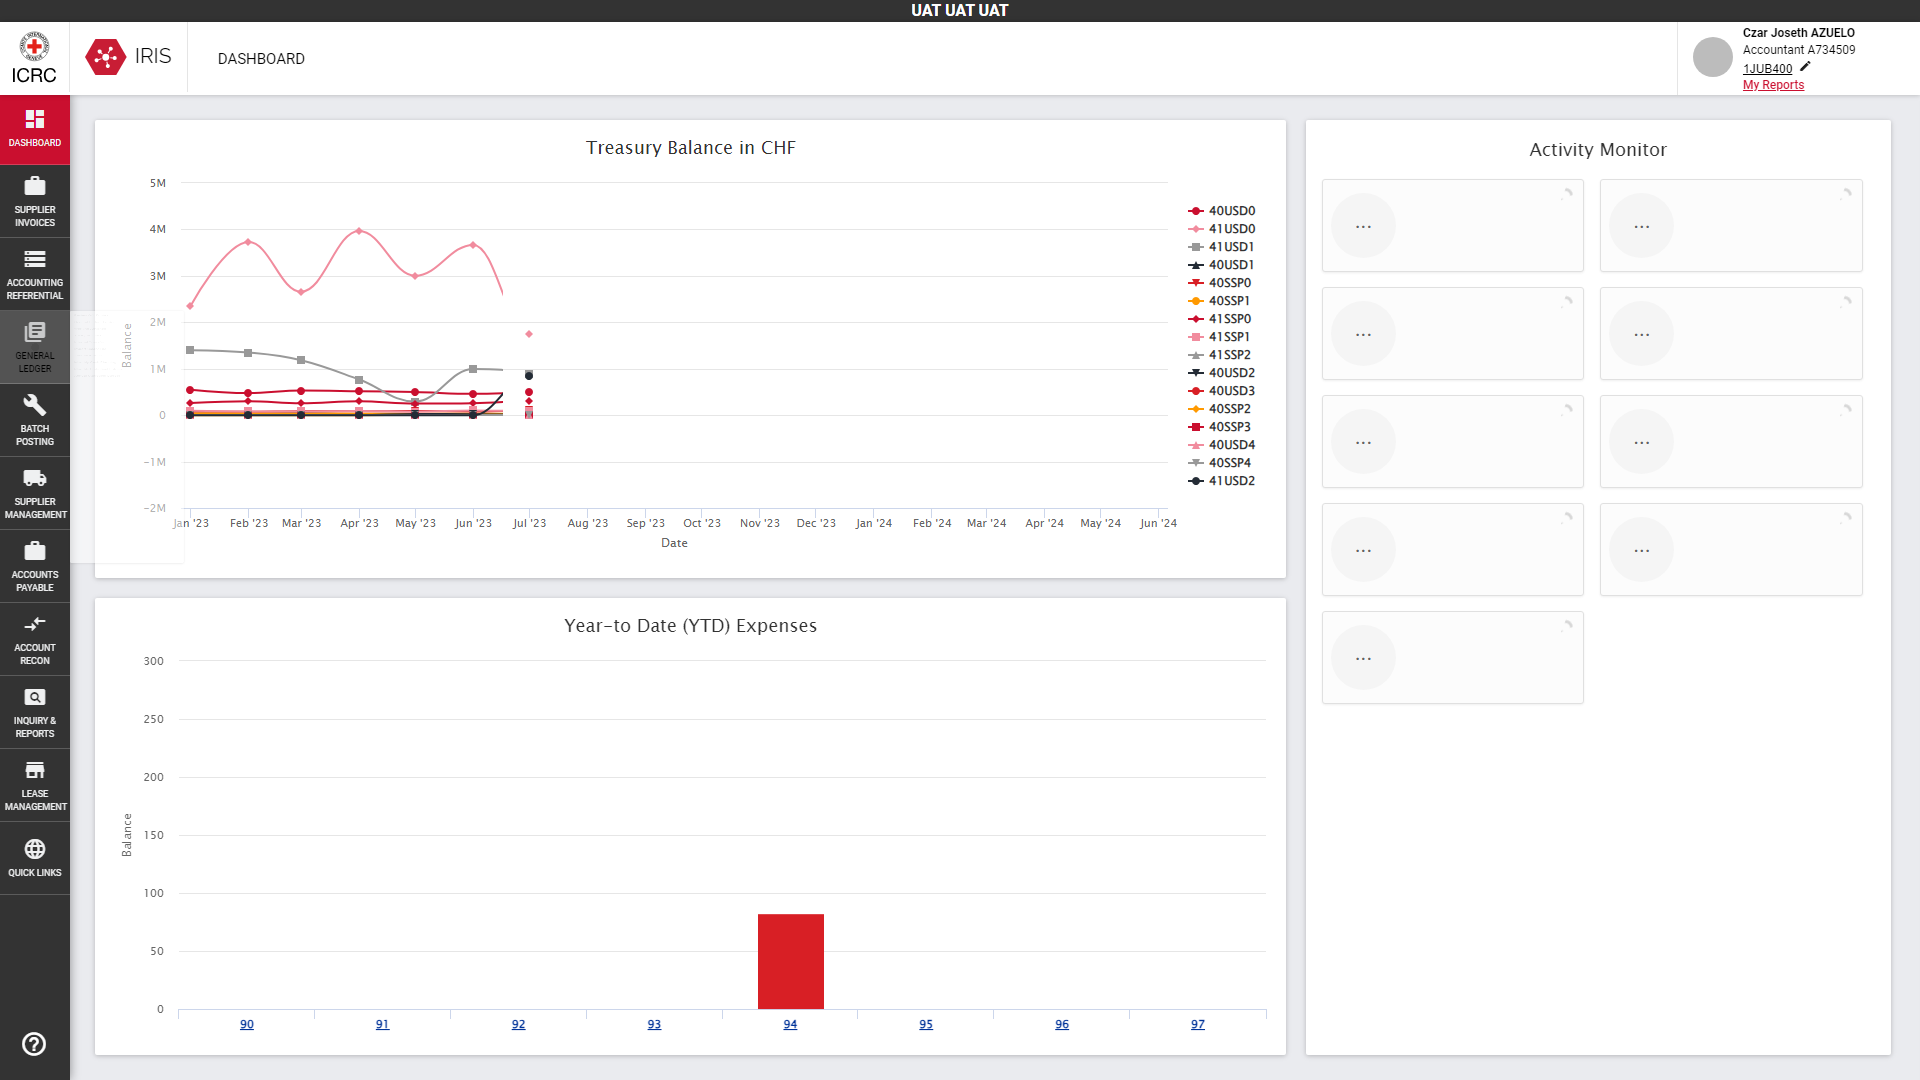 UAT UAT UAT
ICRC
IRIS
DASHBOARD
Czar Joseth AZUELO
Accountant A734509
1JUB400
My Reports
DASHBOARD
SUPPLIER
INVOICES
ACCOUNTING
REFERENTIAL
GENERAL
LEDGER
BATCH
POSTING
SUPPLIER
MANAGEMENT
ACCOUNTS
PAYABLE
ACCOUNT
RECON
INQUIRY &
REPORTS
LEASE
MANAGEMENT
QUICK LINKS
Treasury Balance in CHF
Balance
5M
4M
3M
2M
1M
0
-1M
-2M
Jan '23 Feb '23 Mar '23 Apr '23 May '23 Jun '23 Jul '23 Aug '23 Sep '23 Oct '23 Nov '23 Dec '23 Jan '24 Feb '24 Mar '24 Apr '24 May '24 Jun '24
Date
40USD0
41USD0
41USD1
40USD1
40SSP0
40SSP1
41SSP0
41SSP1
41SSP2
40USD2
40USD3
40SSP2
40SSP3
40USD4
40SSP4
41USD2
Year-to Date (YTD) Expenses
Balance
300
250
200
150
100
50
0
90 91 92 93 94 95 96 97
Activity Monitor
... ...
... ...
... ...
... ...
...